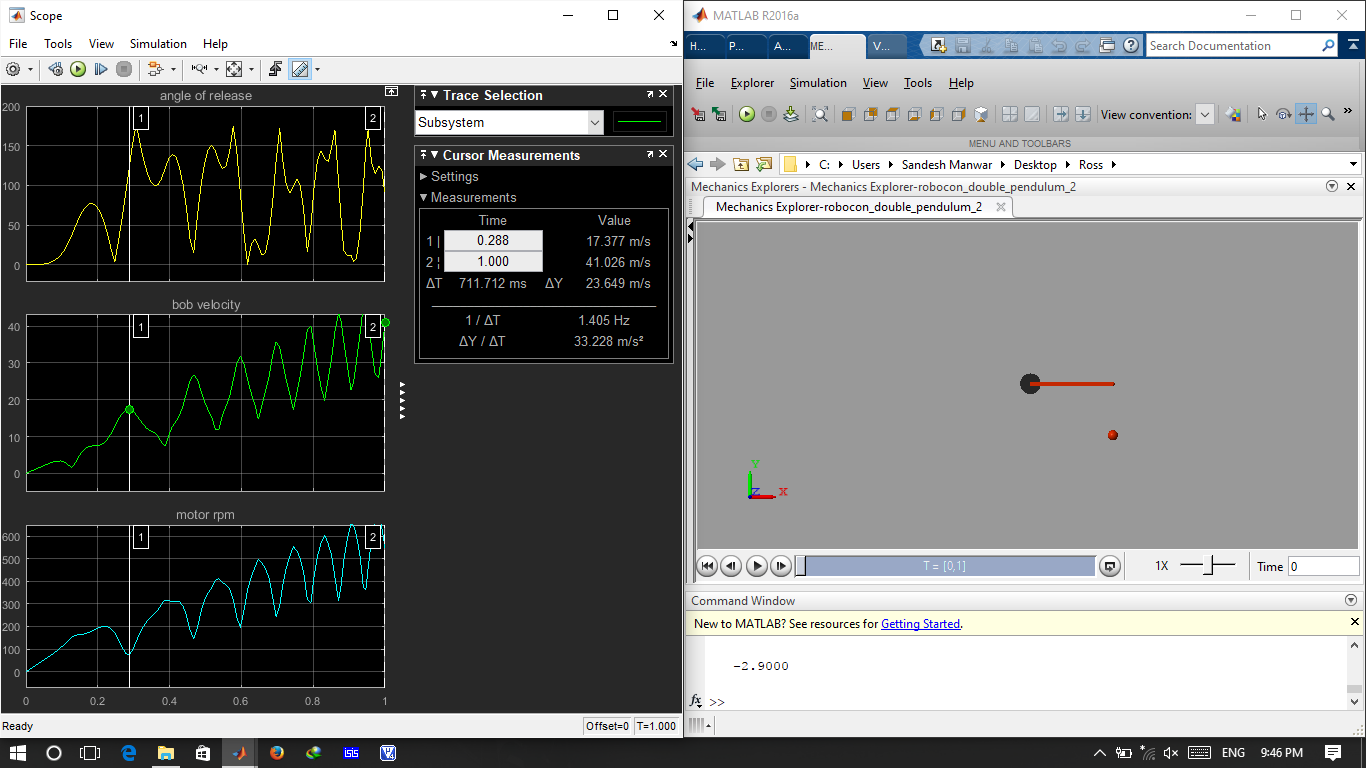 Scope
File Tools View Simulation Help
angle of release
200
150
100
50
0
1
2
bob velocity
40
30
20
10
0
1
2
motor rpm
600
500
400
300
200
100
0
1
2
0 0.2 0.4 0.6 0.8 1
Trace Selection
Subsystem
Cursor Measurements
Settings
Measurements
Time Value
1 | 0.288 17.377 m/s
2 ¦ 1.000 41.026 m/s
ΔT 711.712 ms ΔY 23.649 m/s
1 / ΔT 1.405 Hz
ΔY / ΔT 33.228 m/s²
Ready Offset=0 T=1.000
MATLAB R2016a
H... P... A... ME... V... Search Documentation
File Explorer Simulation View Tools Help
View convention:
MENU AND TOOLBARS
C: Users Sandesh Manwar Desktop Ross
Mechanics Explorers - Mechanics Explorer-robocon_double_pendulum_2
Mechanics Explorer-robocon_double_pendulum_2
Y
Z X
T = [0,1] 1X Time 0
Command Window
New to MATLAB? See resources for Getting Started.
-2.9000
fx >>
isis ENG 9:46 PM